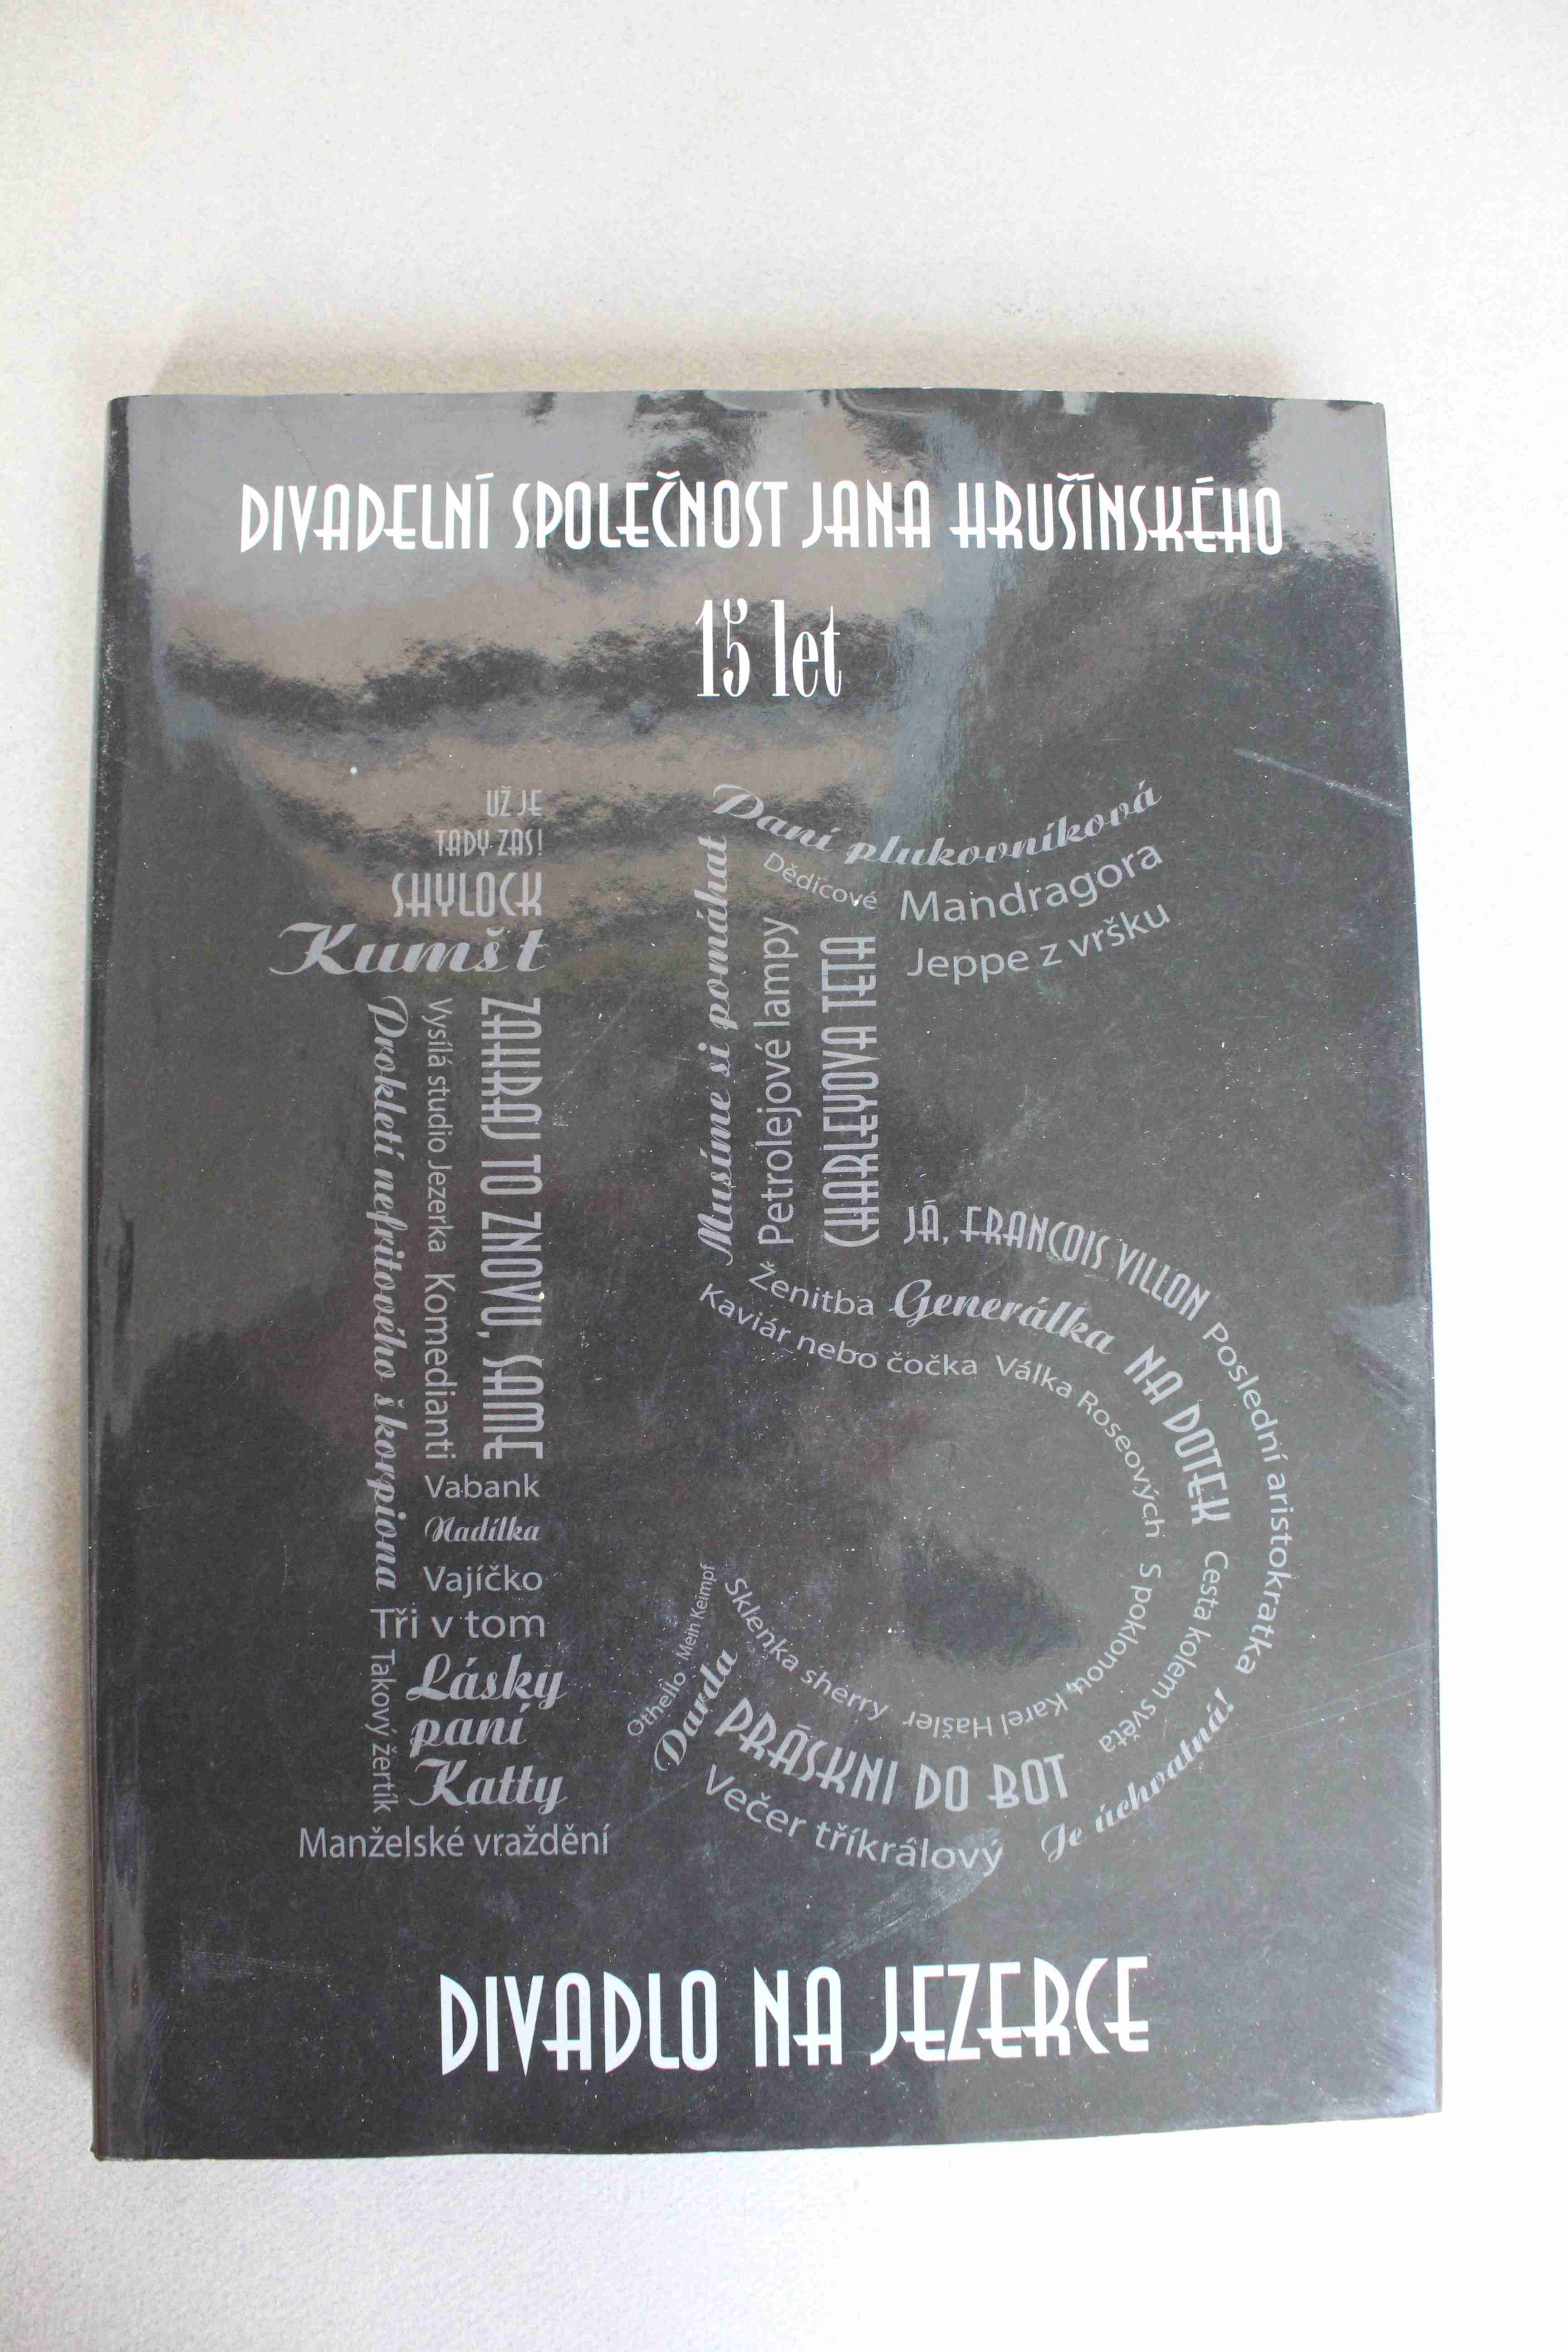 DIVADELNÍ SPOLEČNOST JANA HRUŠÍNSKÉHO
15 let
UŽ JE
TADY ZAS!
SHYLOCK
Kumšt
ZAHRAJ TO ZNOVU, SAME
Vysílá studio Jezerka Komedianti
Prokletí nefritového škorpiona
Vabank
Nadílka
Vajíčko
Tři v tom
Takový žertík
Lásky
paní
Katty
Manželské vraždění
Paní plukovníková
Dědicové
Mandragora
Jeppe z vršku
Musíme si pomáhat
Petrolejové lampy
CHARLEYOVA TETA
JÁ, FRANÇOIS VILLON Poslední aristokratka
Ženitba Generálka NA DOTEK Cesta kolem světa
Kaviár nebo čočka Válka Roseových S poklonou, Karel Hašler
Sklenka sherry
Othello Mein Keimpf
Darda
PRÁSKNI DO BOT
Večer tříkrálový
Je úchvatná!
DIVADLO NA JEZERCE